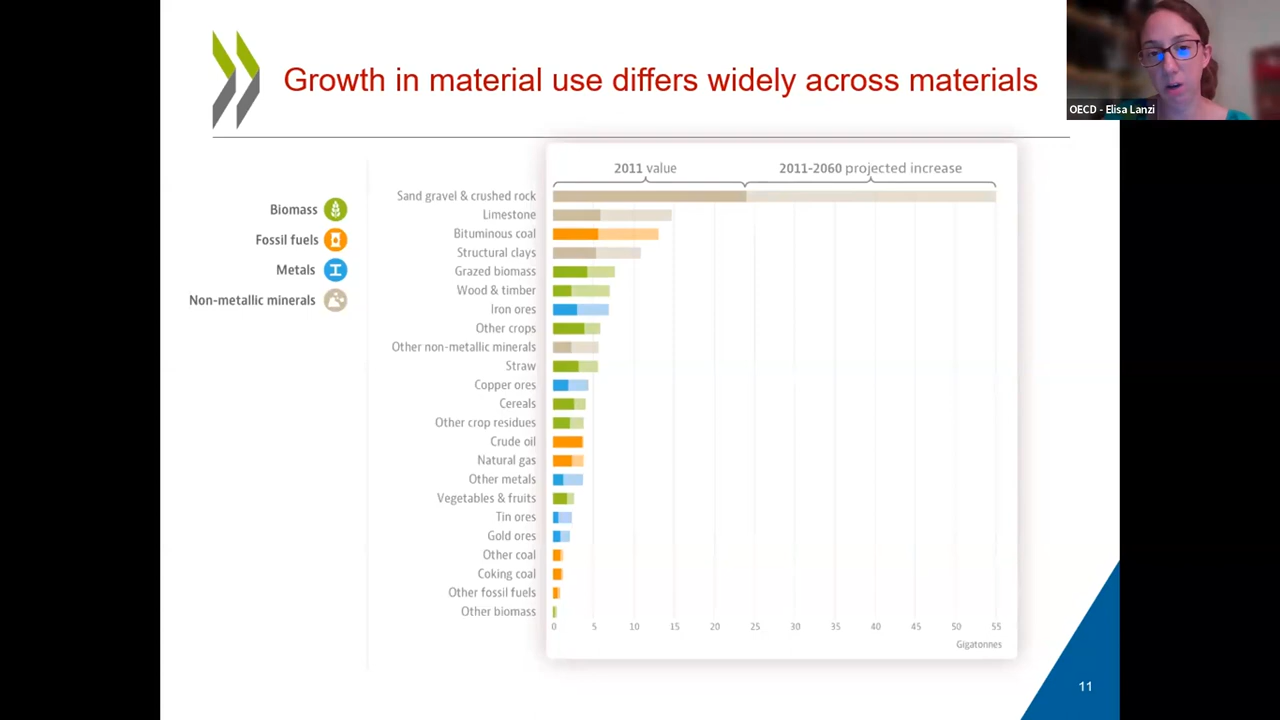 Growth in material use differs widely across materials
OECD - Elisa Lanzi
Biomass
Fossil fuels
Metals
Non-metallic minerals
2011 value
2011-2060 projected increase
Sand gravel & crushed rock
Limestone
Bituminous coal
Structural clays
Grazed biomass
Wood & timber
Iron ores
Other crops
Other non-metallic minerals
Straw
Copper ores
Cereals
Other crop residues
Crude oil
Natural gas
Other metals
Vegetables & fruits
Tin ores
Gold ores
Other coal
Coking coal
Other fossil fuels
Other biomass
0 5 10 15 20 25 30 35 40 45 50 55
Gigatonnes
11